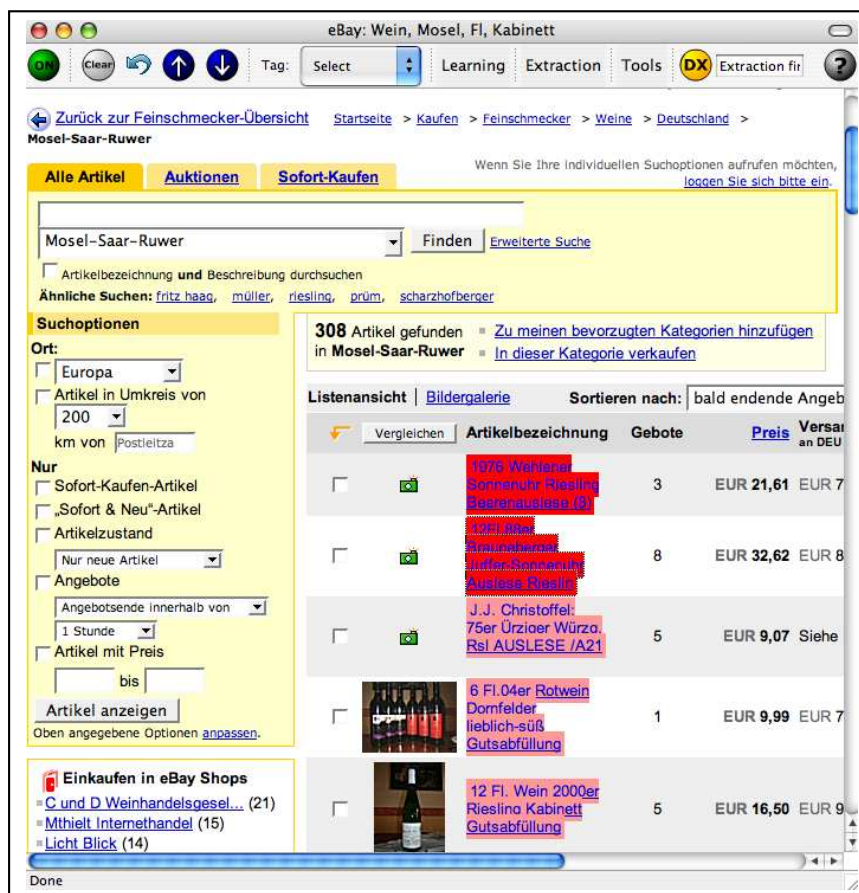 eBay: Wein, Mosel, Fl, Kabinett
ON Clear Tag: Select Learning Extraction Tools DX Extraction fir ?
Zurück zur Feinschmecker-Übersicht Startseite > Kaufen > Feinschmecker > Weine > Deutschland >
Mosel-Saar-Ruwer
Wenn Sie Ihre individuellen Suchoptionen aufrufen möchten,
loggen Sie sich bitte ein.
Alle Artikel Auktionen Sofort-Kaufen
Mosel-Saar-Ruwer Finden Erweiterte Suche
Artikelbezeichnung und Beschreibung durchsuchen
Ähnliche Suchen: fritz haag, müller, riesling, prüm, scharzhofberger
Suchoptionen
Ort:
Europa
Artikel in Umkreis von
200
km von Postleitza
Nur
Sofort-Kaufen-Artikel
„Sofort & Neu“-Artikel
Artikelzustand
Nur neue Artikel
Angebote
Angebotsende innerhalb von
1 Stunde
Artikel mit Preis
bis
Artikel anzeigen
Oben angegebene Optionen anpassen.
Einkaufen in eBay Shops
C und D Weinhandelsgesel... (21)
Mthielt Internethandel (15)
Licht Blick (14)
308 Artikel gefunden
in Mosel-Saar-Ruwer
Zu meinen bevorzugten Kategorien hinzufügen
In dieser Kategorie verkaufen
Listenansicht | Bildergalerie Sortieren nach: bald endende Angeb
Vergleichen Artikelbezeichnung Gebote Preis Versan
an DEU
1976 Wehlener
Sonnenuhr Riesling
Beerenauslese (3)
3 EUR 21,61 EUR 7
12Fl.88er
Brauneberger
Juffer-Sonnenuhr
Auslese Rieslin
8 EUR 32,62 EUR 8
J.J. Christoffel:
75er Ürziger Würzg.
Rsl AUSLESE /A21
5 EUR 9,07 Siehe
6 Fl.04er Rotwein
Dornfelder
lieblich-süß
Gutsabfüllung
1 EUR 9,99 EUR 7
12 Fl. Wein 2000er
Riesling Kabinett
Gutsabfüllung
5 EUR 16,50 EUR 9
Done